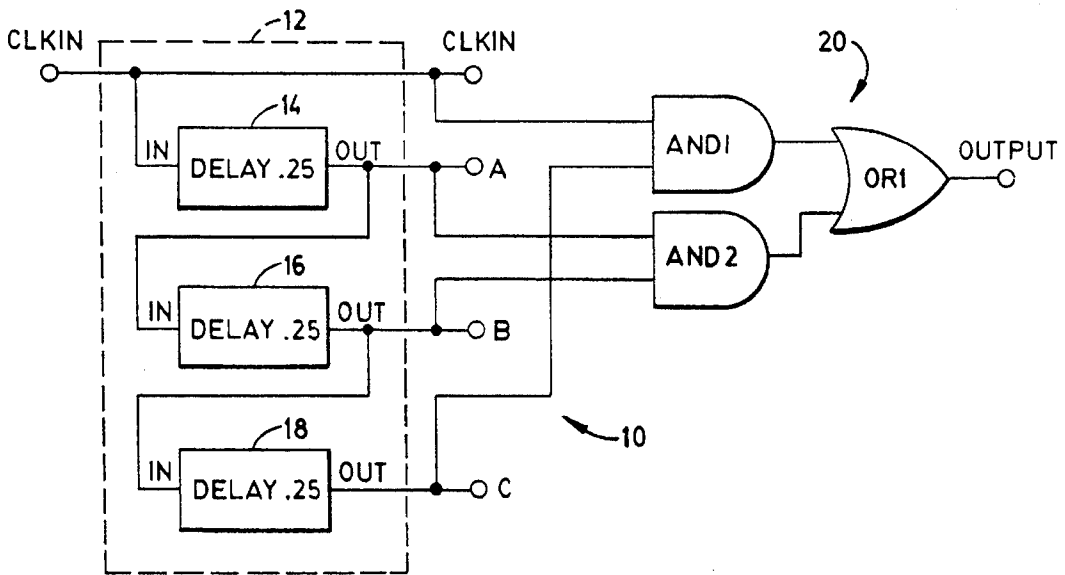 12
CLKIN
CLKIN
20
14
IN
DELAY .25
OUT
A
AND1
OR1
OUTPUT
16
IN
DELAY .25
OUT
B
AND2
18
IN
DELAY .25
OUT
C
10